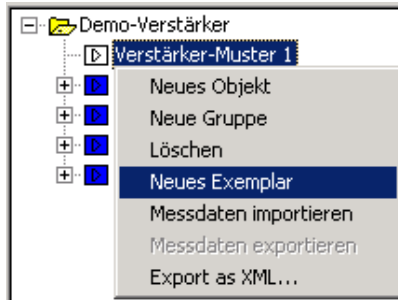 Demo-Verstärker
Verstärker-Muster 1
Neues Objekt
Neue Gruppe
Löschen
Neues Exemplar
Messdaten importieren
Messdaten exportieren
Export as XML...